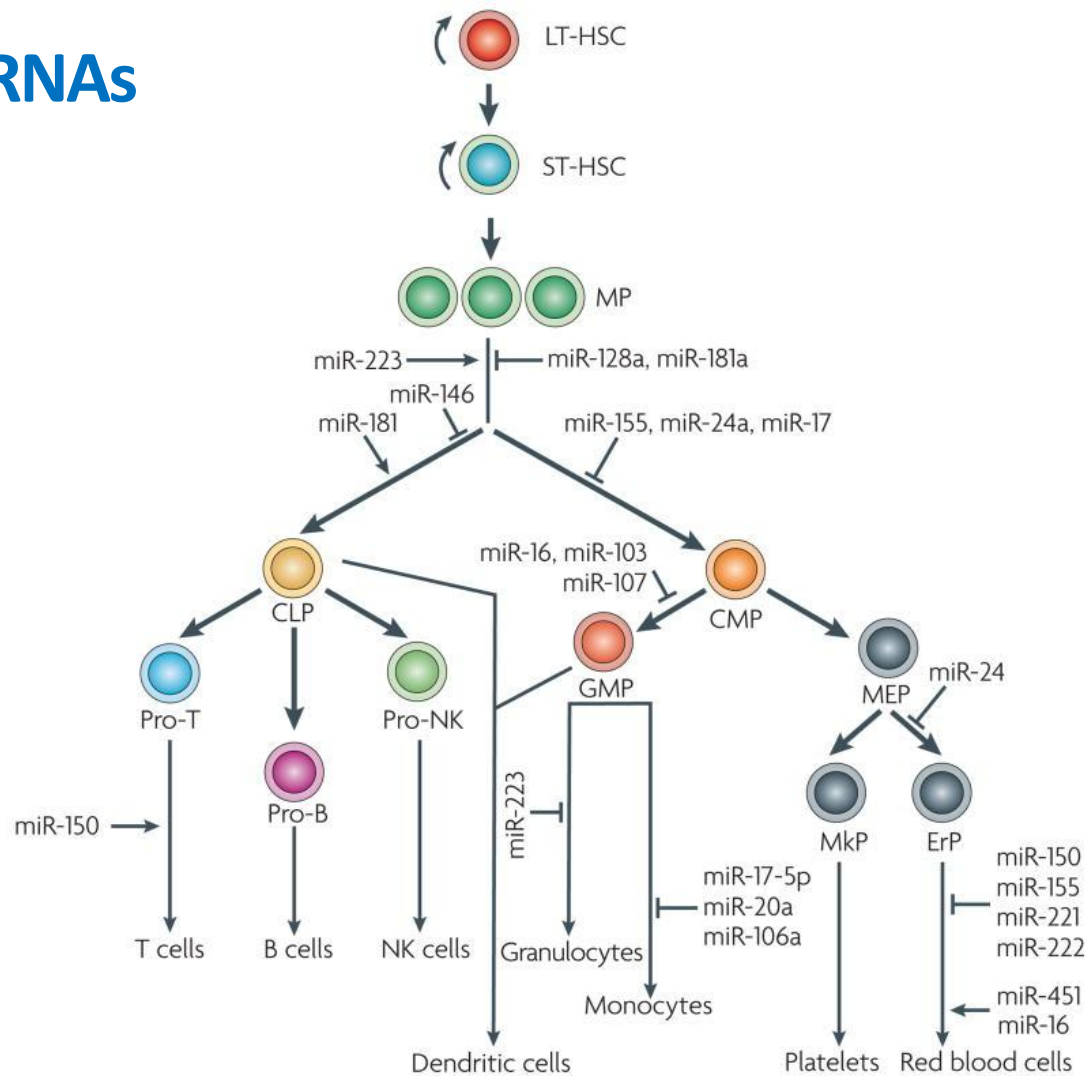 RNAs
LT-HSC
ST-HSC
MP
miR-223
miR-128a, miR-181a
miR-146
miR-181
miR-155, miR-24a, miR-17
miR-16, miR-103
miR-107
CLP
CMP
GMP
MEP
miR-24
Pro-T
Pro-NK
Pro-B
MkP
ErP
miR-150
miR-223
miR-17-5p
miR-20a
miR-106a
miR-150
miR-155
miR-221
miR-222
miR-451
miR-16
T cells
B cells
NK cells
Granulocytes
Monocytes
Dendritic cells
Platelets
Red blood cells